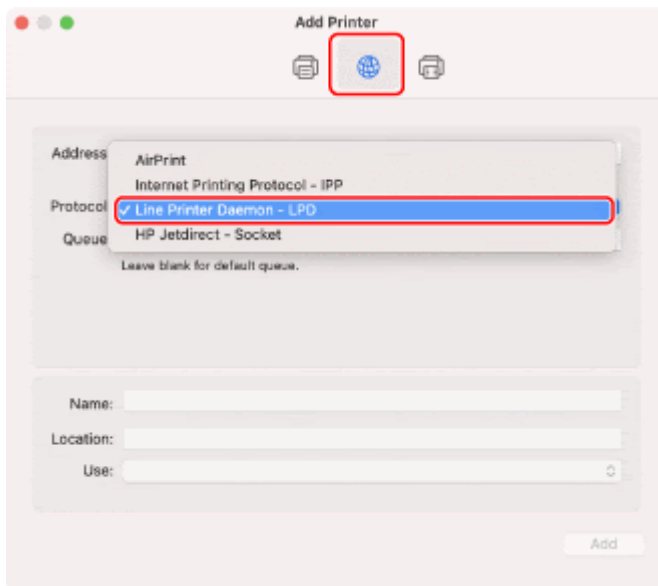 Add Printer
Address
AirPrint
Internet Printing Protocol - IPP
Protocol
✓ Line Printer Daemon - LPD
Queue
HP Jetdirect - Socket
Leave blank for default queue.
Name:
Location:
Use:
Add